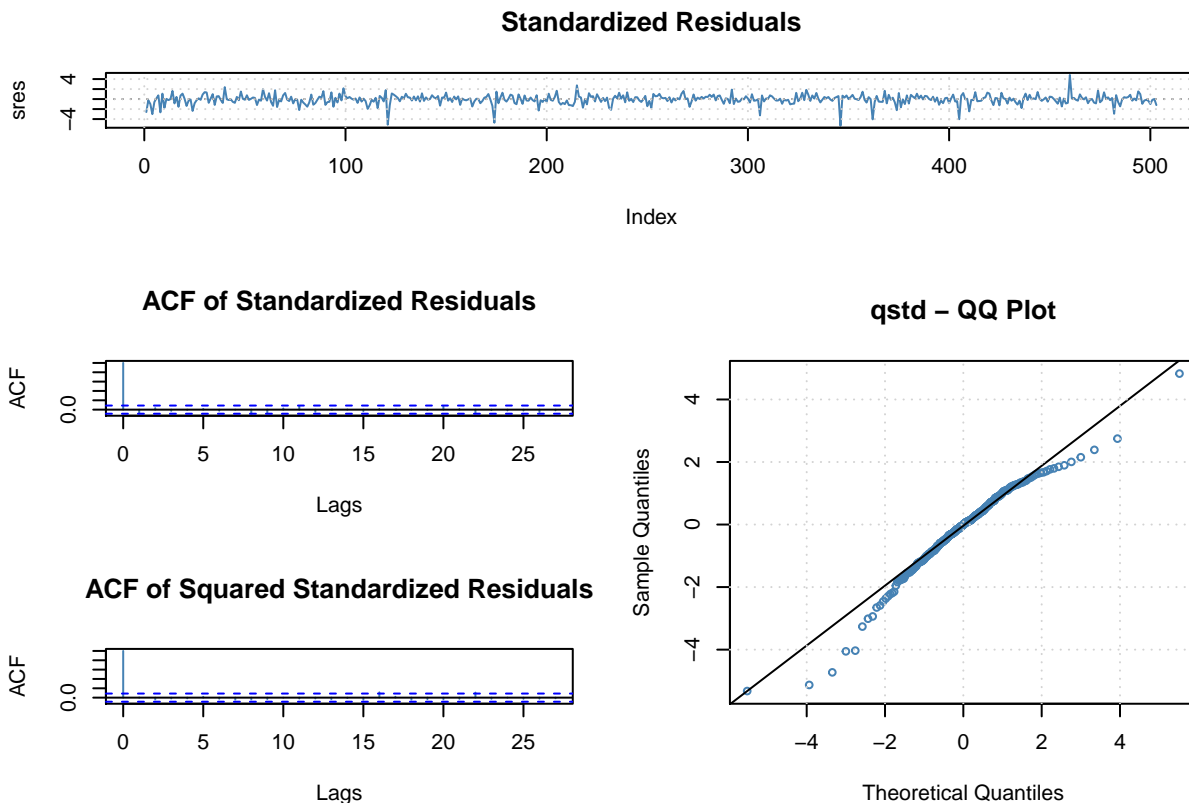 Standardized Residuals
sres
4
−4
0 100 200 300 400 500
Index
ACF of Standardized Residuals
ACF
0.0
0 5 10 15 20 25
Lags
ACF of Squared Standardized Residuals
ACF
0.0
0 5 10 15 20 25
Lags
qstd − QQ Plot
Sample Quantiles
4
2
0
−2
−4
−4 −2 0 2 4
Theoretical Quantiles